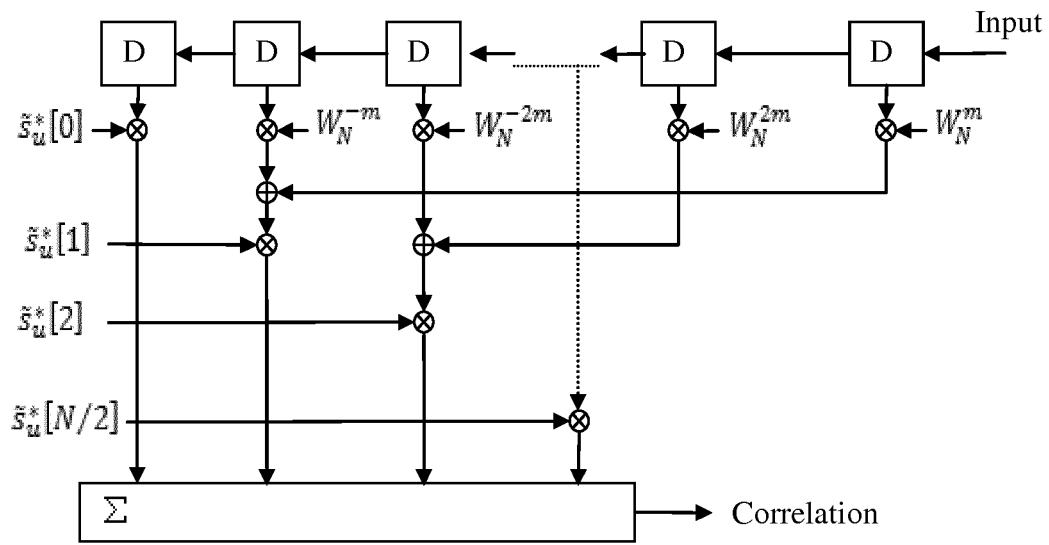 Input
D D D D D
s̃*ᵤ[0] W_N^{-m} W_N^{-2m} W_N^{2m} W_N^{m}
s̃*ᵤ[1]
s̃*ᵤ[2]
s̃*ᵤ[N/2]
Σ Correlation